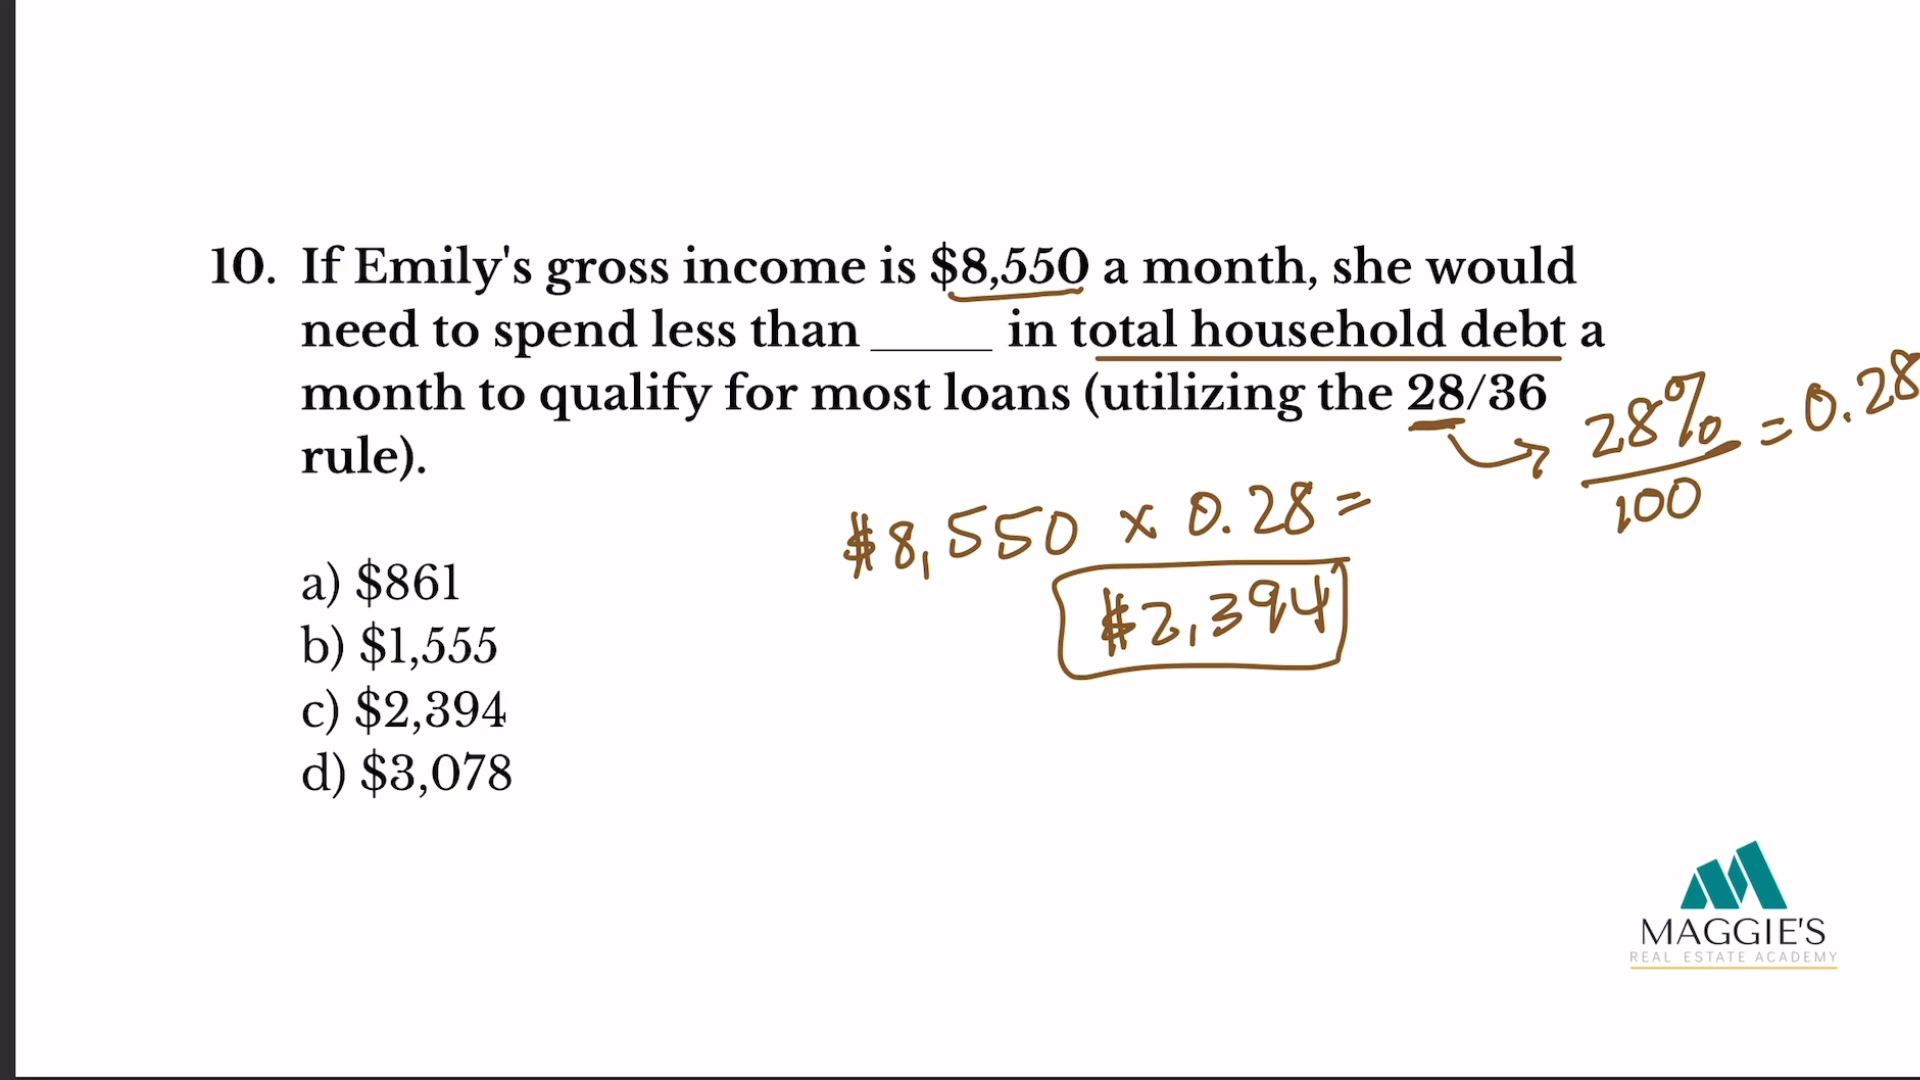 10. If Emily's gross income is $8,550 a month, she would
need to spend less than _____ in total household debt a
month to qualify for most loans (utilizing the 28/36
rule).
28% = 0.28
100
$8,550 x 0.28 =
$2,394
a) $861
b) $1,555
c) $2,394
d) $3,078
MAGGIE'S
REAL ESTATE ACADEMY